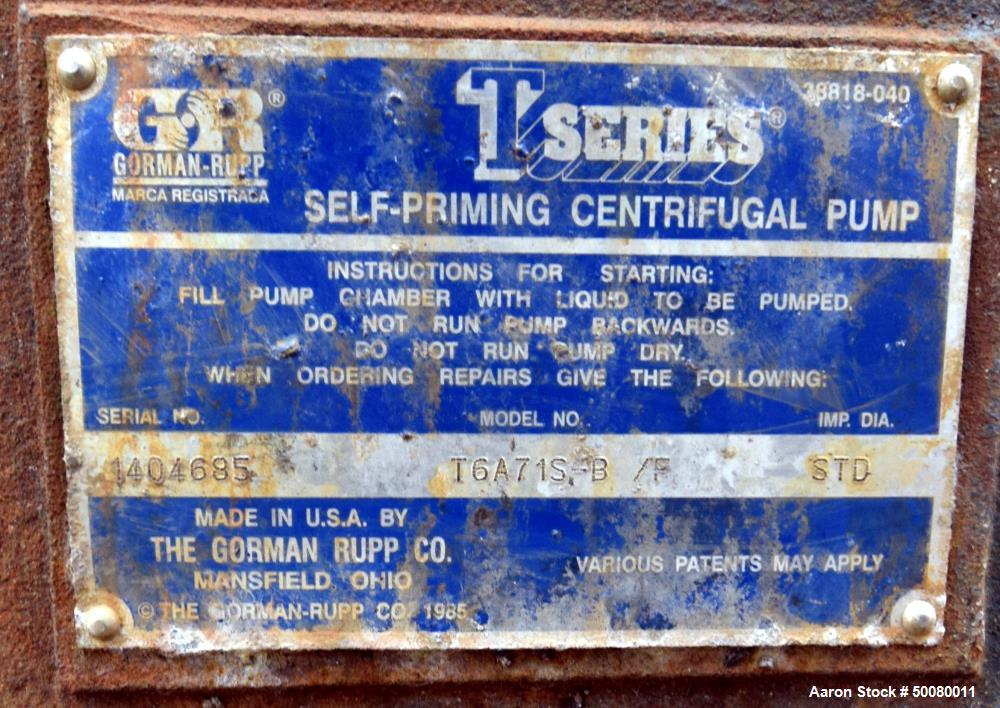 GR®
GORMAN-RUPP
MARCA REGISTRACA
T SERIES®
38818-040
SELF-PRIMING CENTRIFUGAL PUMP
INSTRUCTIONS FOR STARTING:
FILL PUMP CHAMBER WITH LIQUID TO BE PUMPED.
DO NOT RUN PUMP BACKWARDS.
DO NOT RUN PUMP DRY.
WHEN ORDERING REPAIRS GIVE THE FOLLOWING:
SERIAL NO. MODEL NO. IMP. DIA.
1404685 T6A71S-B /F STD
MADE IN U.S.A. BY
THE GORMAN RUPP CO.
MANSFIELD, OHIO
VARIOUS PATENTS MAY APPLY
© THE GORMAN-RUPP CO. 1985
Aaron Stock # 50080011